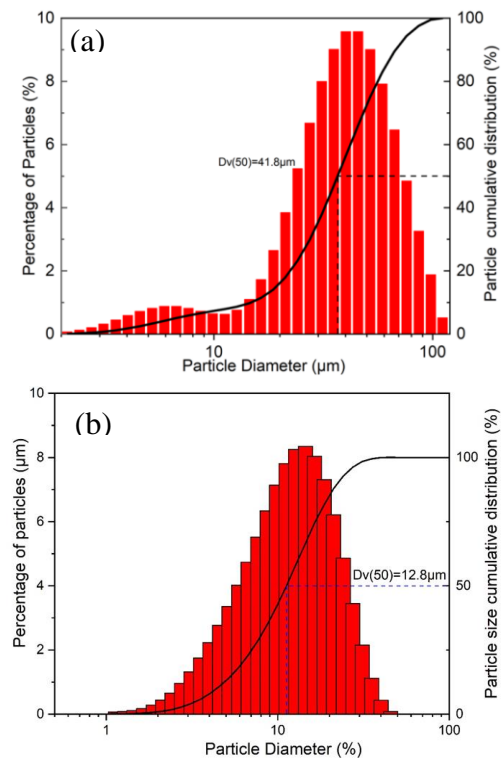 (a)
Percentage of Particles (%)
10
8
6
4
2
0
Dv(50)=41.8μm
100
80
60
40
20
0
Particle cumulative distribution (%)
10
100
Particle Diameter (μm)
(b)
Percentage of particles (μm)
10
8
6
4
2
0
Dv(50)=12.8μm
100
50
0
Particle size cumulative distribution (%)
1
10
100
Particle Diameter (%)